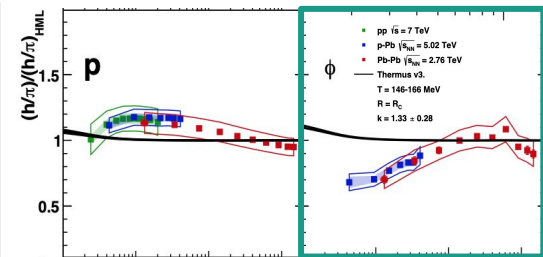 (h/π)/(h/π)HML
1.5
1
0.5
p
ϕ
pp √s = 7 TeV
p-Pb √sNN = 5.02 TeV
Pb-Pb √sNN = 2.76 TeV
Thermus v3.
T = 146-166 MeV
R = RC
k = 1.33 ± 0.28